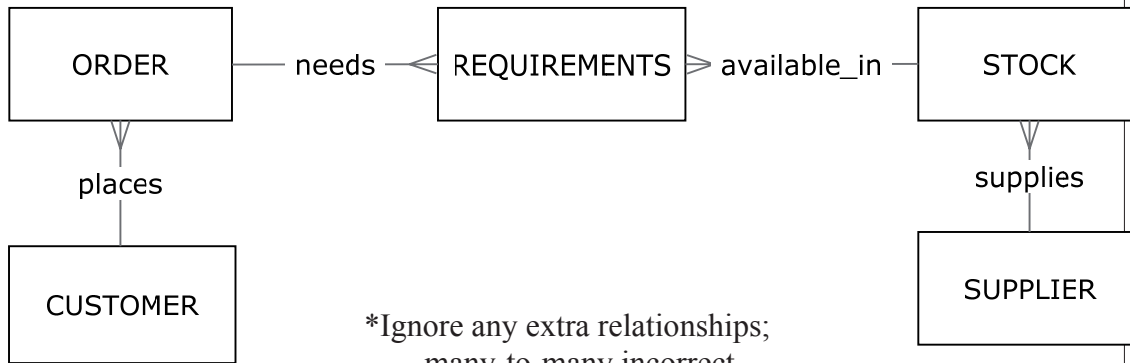 ORDER
needs
REQUIREMENTS
available_in
STOCK
places
supplies
CUSTOMER
SUPPLIER
*Ignore any extra relationships;
many-to-many incorrect